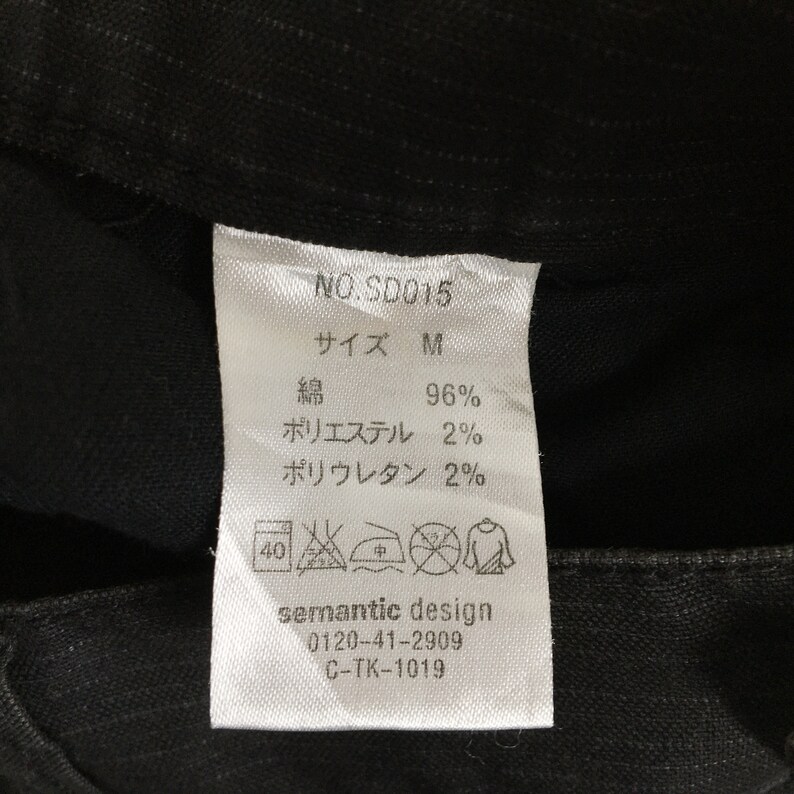 NO.SD015
サイズ M
綿 96%
ポリエステル 2%
ポリウレタン 2%
40 中
semantic design
0120-41-2909
C-TK-1019